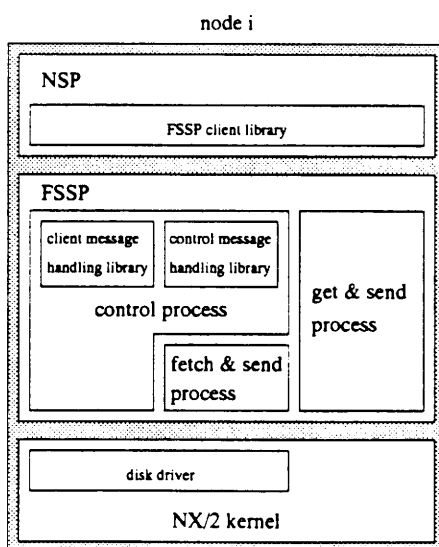 node i
NSP
FSSP client library
FSSP
client message
handling library
control message
handling library
control process
get & send
process
fetch & send
process
disk driver
NX/2 kernel